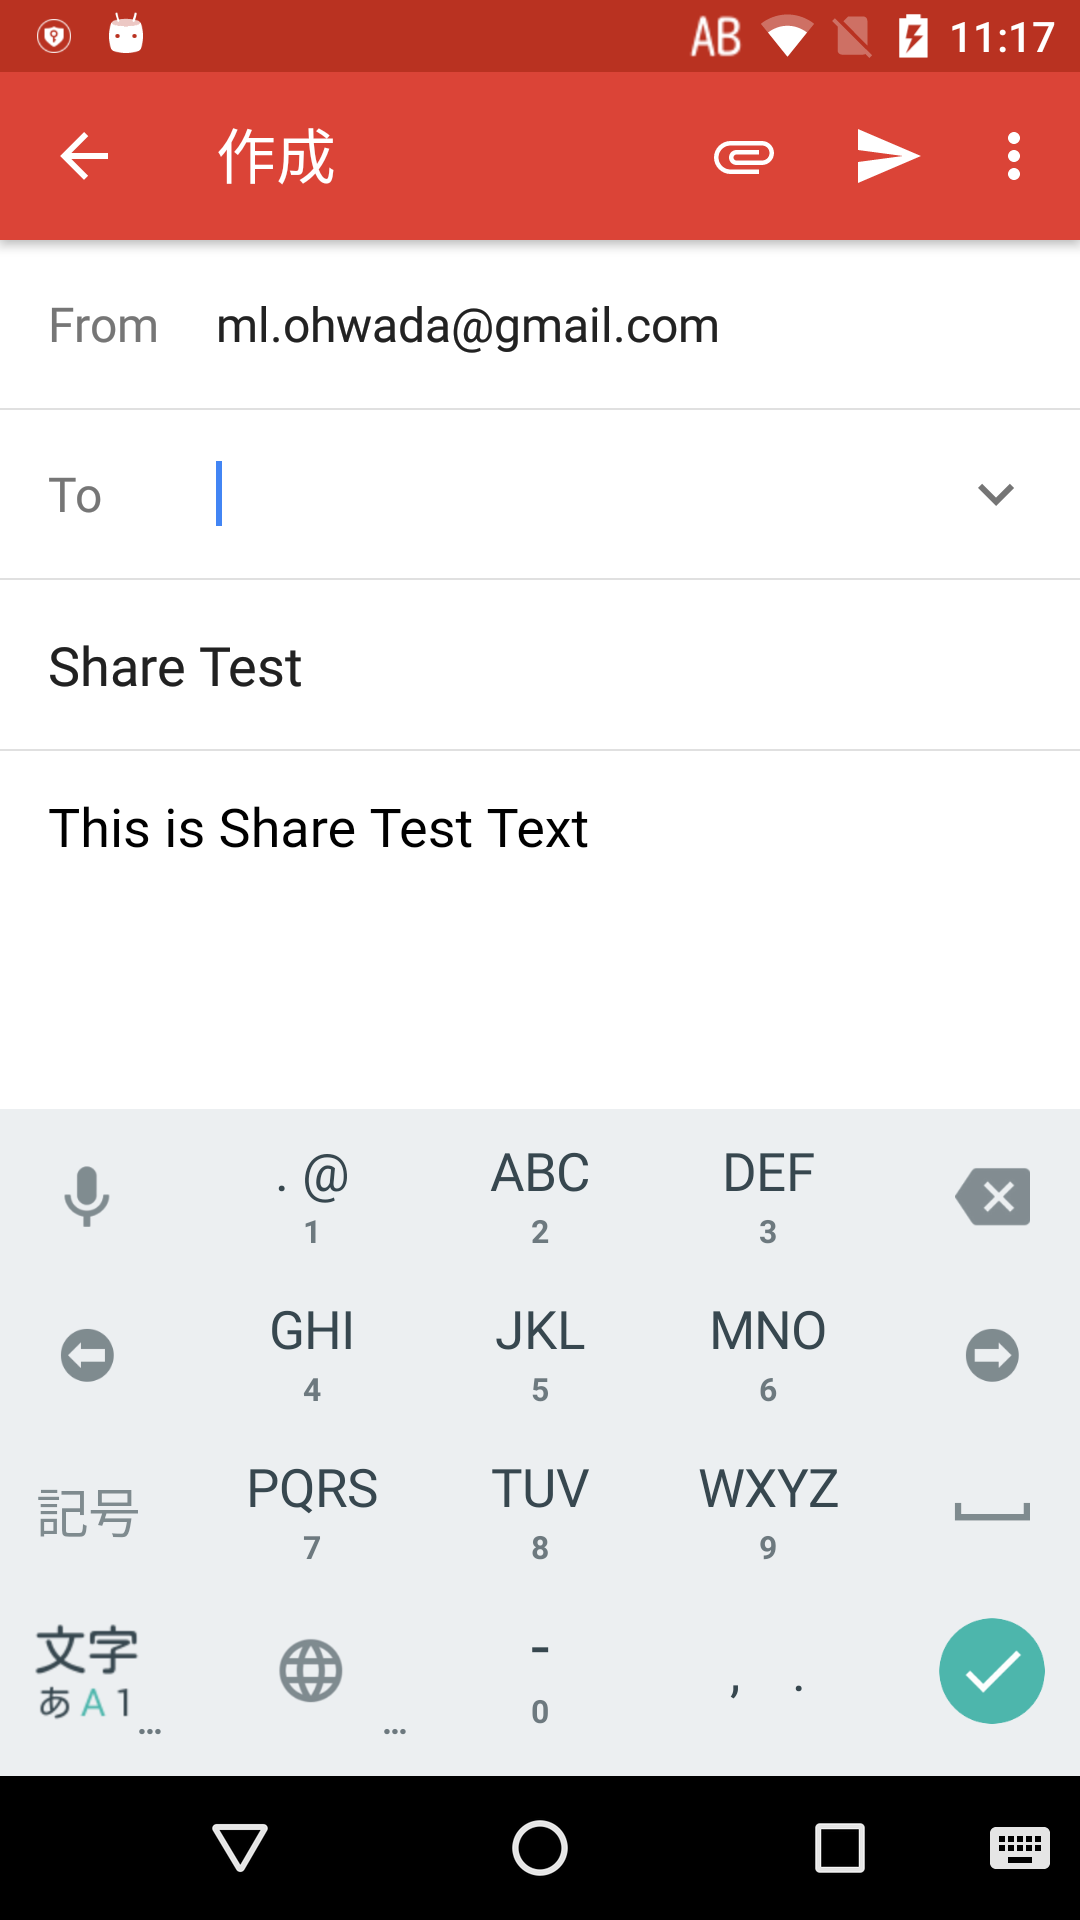 AB 11:17
作成
From ml.ohwada@gmail.com
To
Share Test
This is Share Test Text
. @ ABC DEF
1 2 3
GHI JKL MNO
4 5 6
記号 PQRS TUV WXYZ
7 8 9
文字 - , .
あ A 1 ... ... 0